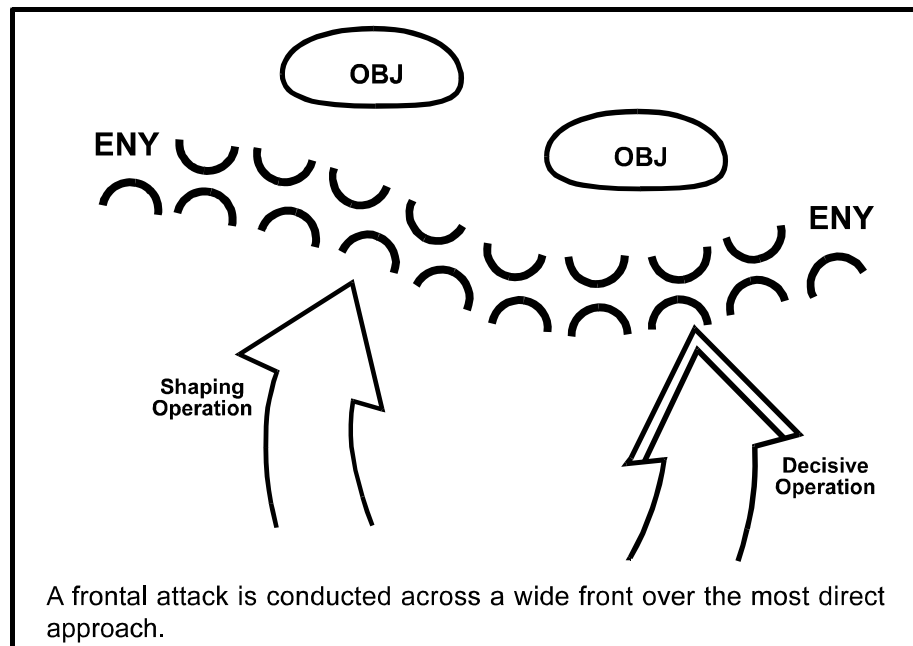 OBJ
OBJ
ENY
ENY
Shaping
Operation
Decisive
Operation
A frontal attack is conducted across a wide front over the most direct
approach.